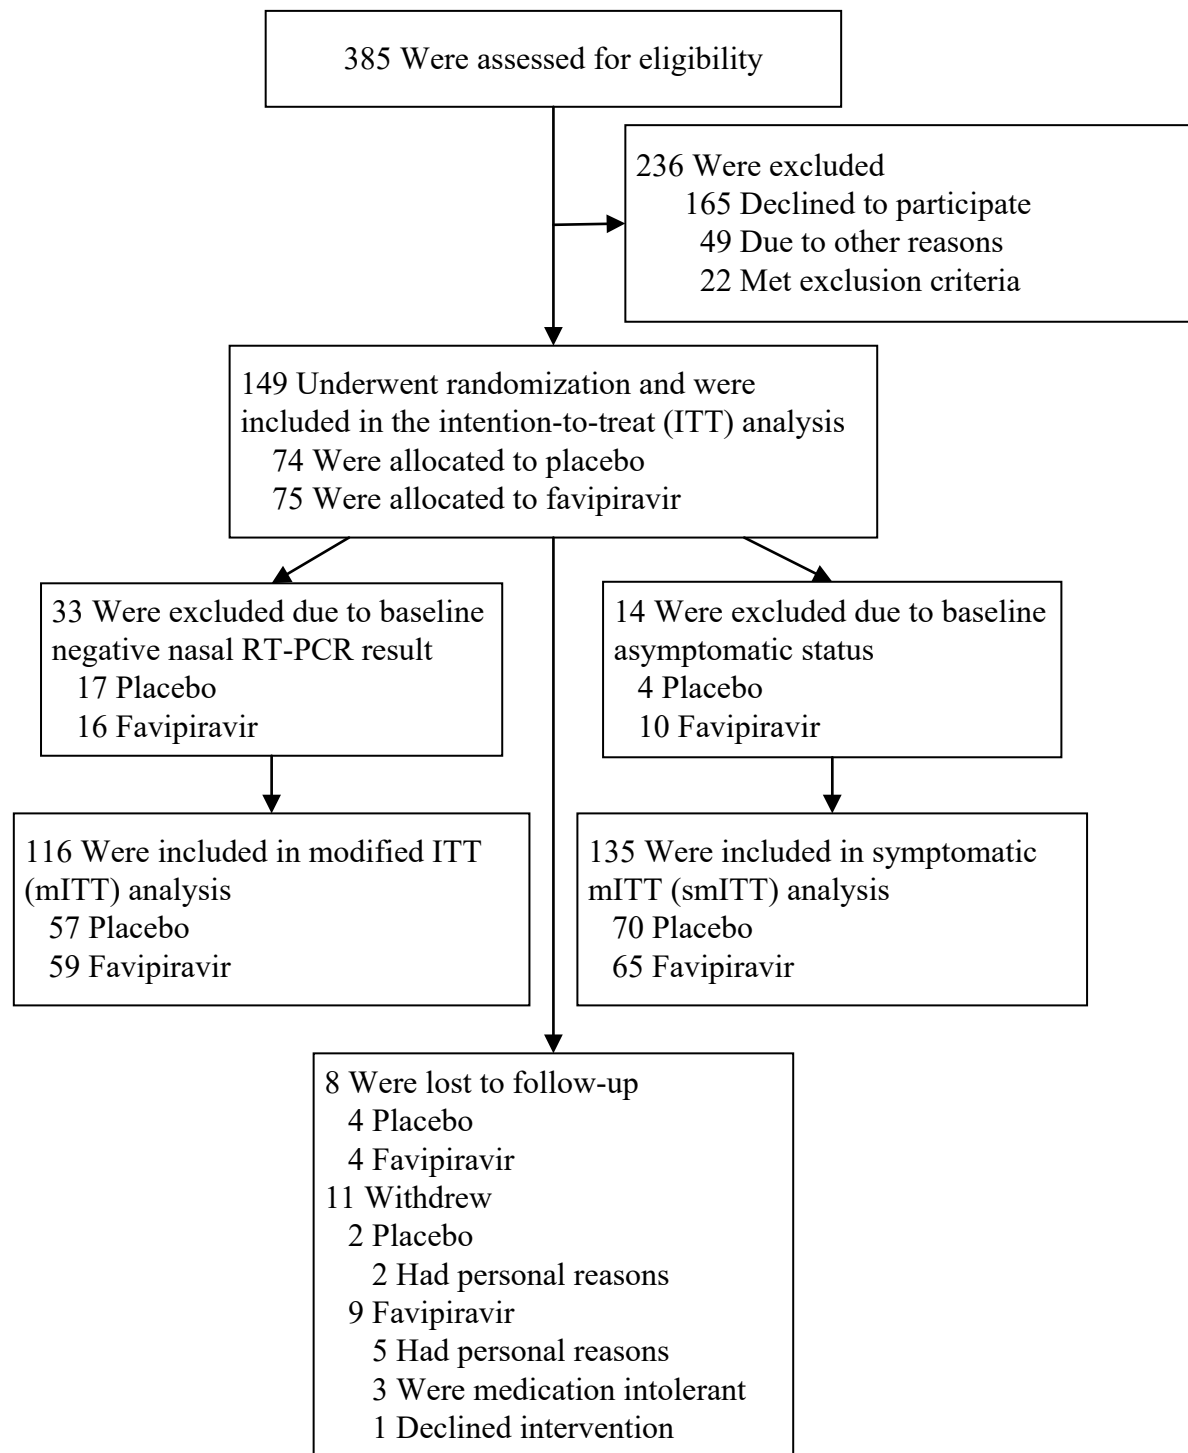 385 Were assessed for eligibility
236 Were excluded
165 Declined to participate
49 Due to other reasons
22 Met exclusion criteria
149 Underwent randomization and were
included in the intention-to-treat (ITT) analysis
74 Were allocated to placebo
75 Were allocated to favipiravir
33 Were excluded due to baseline
negative nasal RT-PCR result
17 Placebo
16 Favipiravir
14 Were excluded due to baseline
asymptomatic status
4 Placebo
10 Favipiravir
116 Were included in modified ITT
(mITT) analysis
57 Placebo
59 Favipiravir
135 Were included in symptomatic
mITT (smITT) analysis
70 Placebo
65 Favipiravir
8 Were lost to follow-up
4 Placebo
4 Favipiravir
11 Withdrew
2 Placebo
2 Had personal reasons
9 Favipiravir
5 Had personal reasons
3 Were medication intolerant
1 Declined intervention